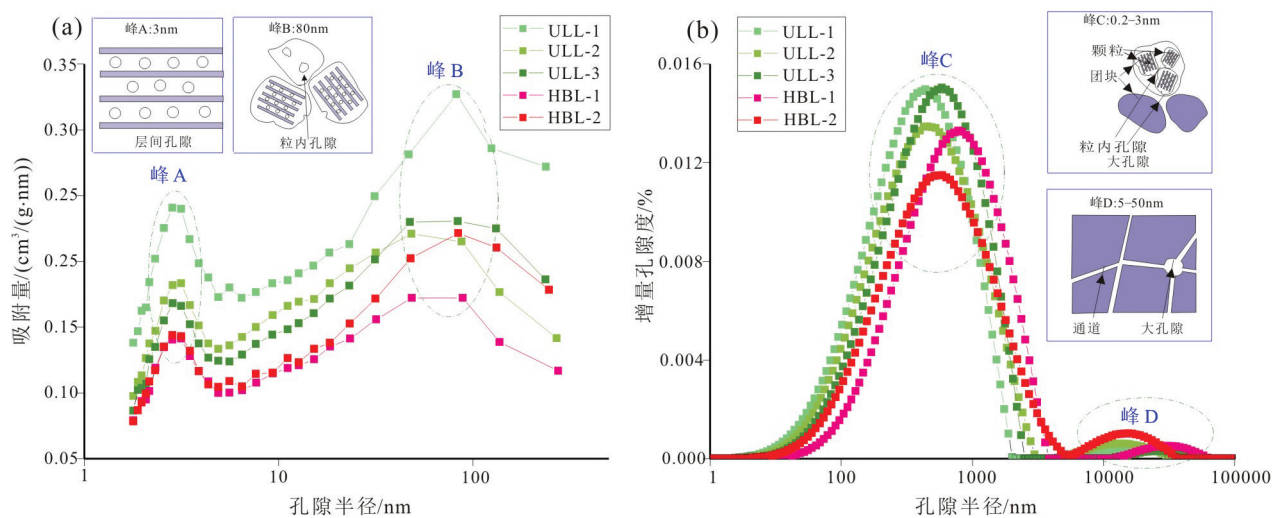 (a)
峰A:3nm
层间孔隙
峰B:80nm
粒内孔隙
ULL-1
ULL-2
ULL-3
HBL-1
HBL-2
峰 A
峰 B
0.35
0.30
0.25
0.25
0.15
0.10
0.05
吸附量/(cm³/(g·nm))
1
10
100
孔隙半径/nm
(b)
ULL-1
ULL-2
ULL-3
HBL-1
HBL-2
峰C
峰C:0.2–3nm
颗粒
团块
粒内孔隙
大孔隙
峰D:5–50nm
通道
大孔隙
峰 D
0.016
0.012
0.008
0.004
0.000
增量孔隙度/%
1
100
1000
10000
100000
孔隙半径/nm